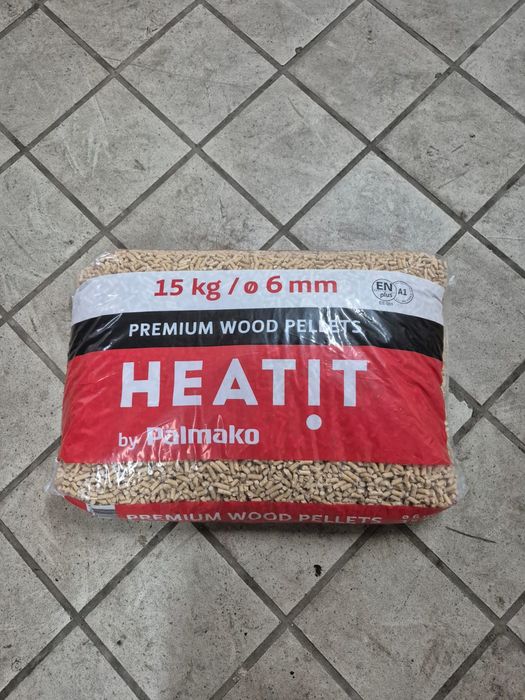 15 kg / ø 6 mm
EN
plus
A1
PREMIUM WOOD PELLETS
HEATIT
by Palmako
PREMIUM WOOD PELLETS